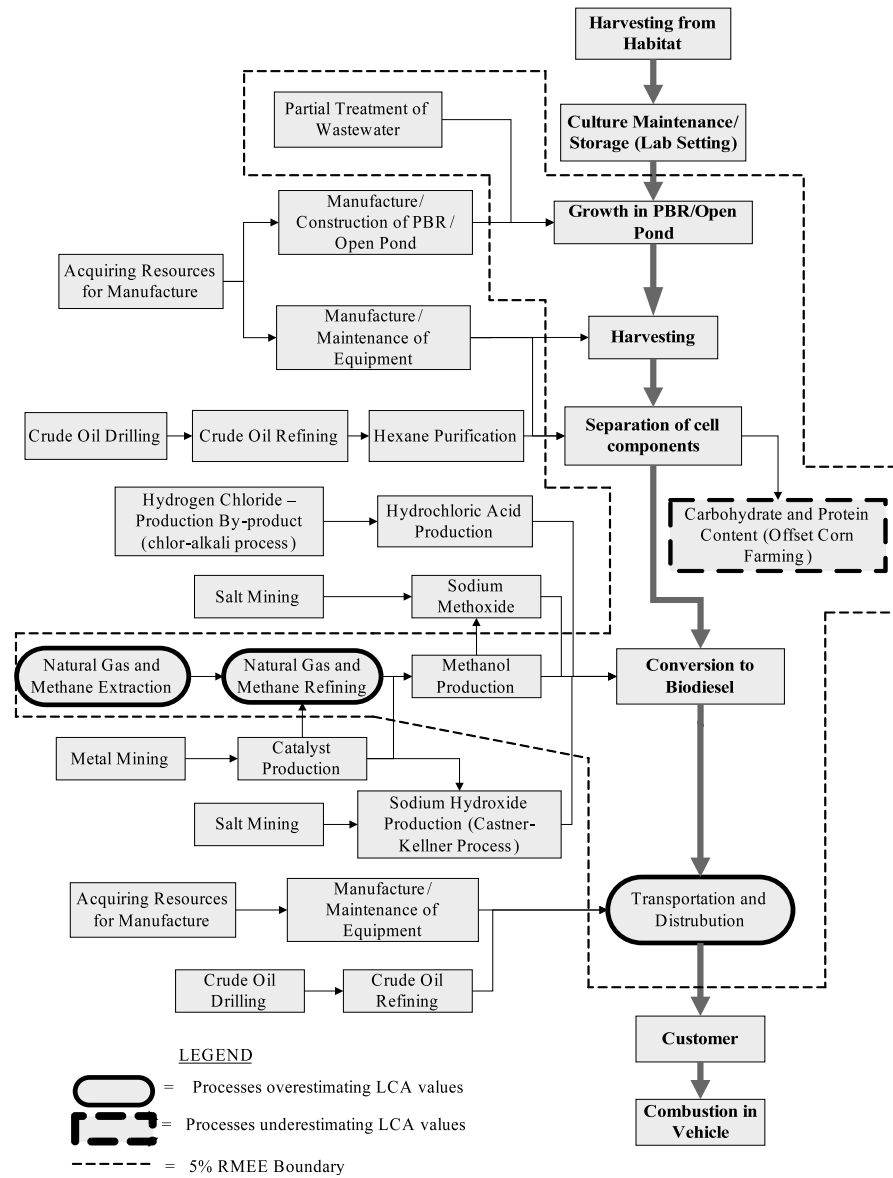 Harvesting from
Habitat
Partial Treatment of
Wastewater
Culture Maintenance/
Storage (Lab Setting)
Manufacture/
Construction of PBR/
Open Pond
Growth in PBR/Open
Pond
Acquiring Resources
for Manufacture
Manufacture/
Maintenance of
Equipment
Harvesting
Crude Oil Drilling
Crude Oil Refining
Hexane Purification
Separation of cell
components
Hydrogen Chloride –
Production By-product
(chlor-alkali process)
Hydrochloric Acid
Production
Carbohydrate and Protein
Content (Offset Corn
Farming)
Salt Mining
Sodium
Methoxide
Natural Gas and
Methane Extraction
Natural Gas and
Methane Refining
Methanol
Production
Conversion to
Biodiesel
Metal Mining
Catalyst
Production
Salt Mining
Sodium Hydroxide
Production (Castner-
Kellner Process)
Acquiring Resources
for Manufacture
Manufacture/
Maintenance of
Equipment
Transportation and
Distrubution
Crude Oil
Drilling
Crude Oil
Refining
Customer
Combustion in
Vehicle
LEGEND
= Processes overestimating LCA values
= Processes underestimating LCA values
= 5% RMEE Boundary